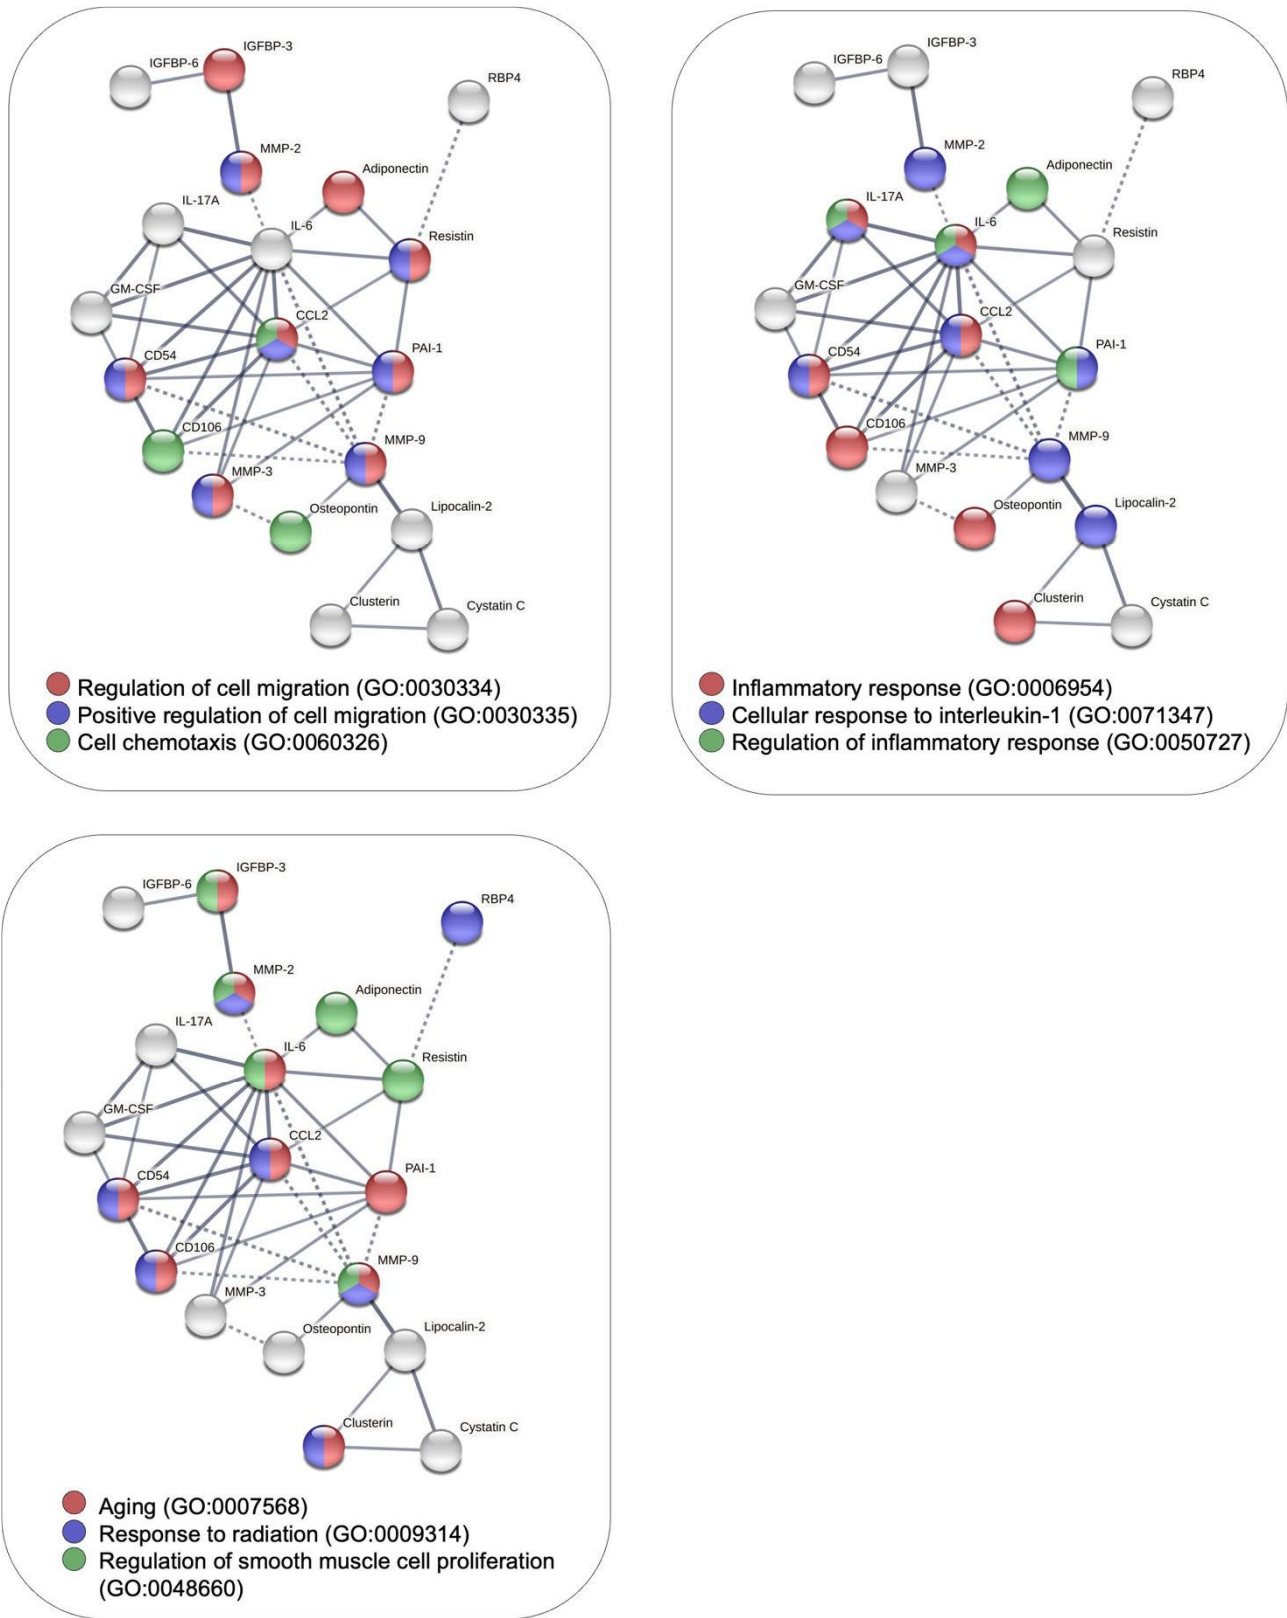 IGFBP-3
IGFBP-6
RBP4
MMP-2
Adiponectin
IL-17A
IL-6
Resistin
GM-CSF
CCL2
CD54
PAI-1
CD106
MMP-9
MMP-3
Osteopontin
Lipocalin-2
Clusterin
Cystatin C
Regulation of cell migration (GO:0030334)
Positive regulation of cell migration (GO:0030335)
Cell chemotaxis (GO:0060326)
IGFBP-3
IGFBP-6
RBP4
MMP-2
Adiponectin
IL-17A
IL-6
Resistin
GM-CSF
CCL2
CD54
PAI-1
CD106
MMP-9
MMP-3
Osteopontin
Lipocalin-2
Clusterin
Cystatin C
Inflammatory response (GO:0006954)
Cellular response to interleukin-1 (GO:0071347)
Regulation of inflammatory response (GO:0050727)
IGFBP-3
IGFBP-6
RBP4
MMP-2
Adiponectin
IL-17A
IL-6
Resistin
GM-CSF
CCL2
CD54
PAI-1
CD106
MMP-9
MMP-3
Osteopontin
Lipocalin-2
Clusterin
Cystatin C
Aging (GO:0007568)
Response to radiation (GO:0009314)
Regulation of smooth muscle cell proliferation
(GO:0048660)